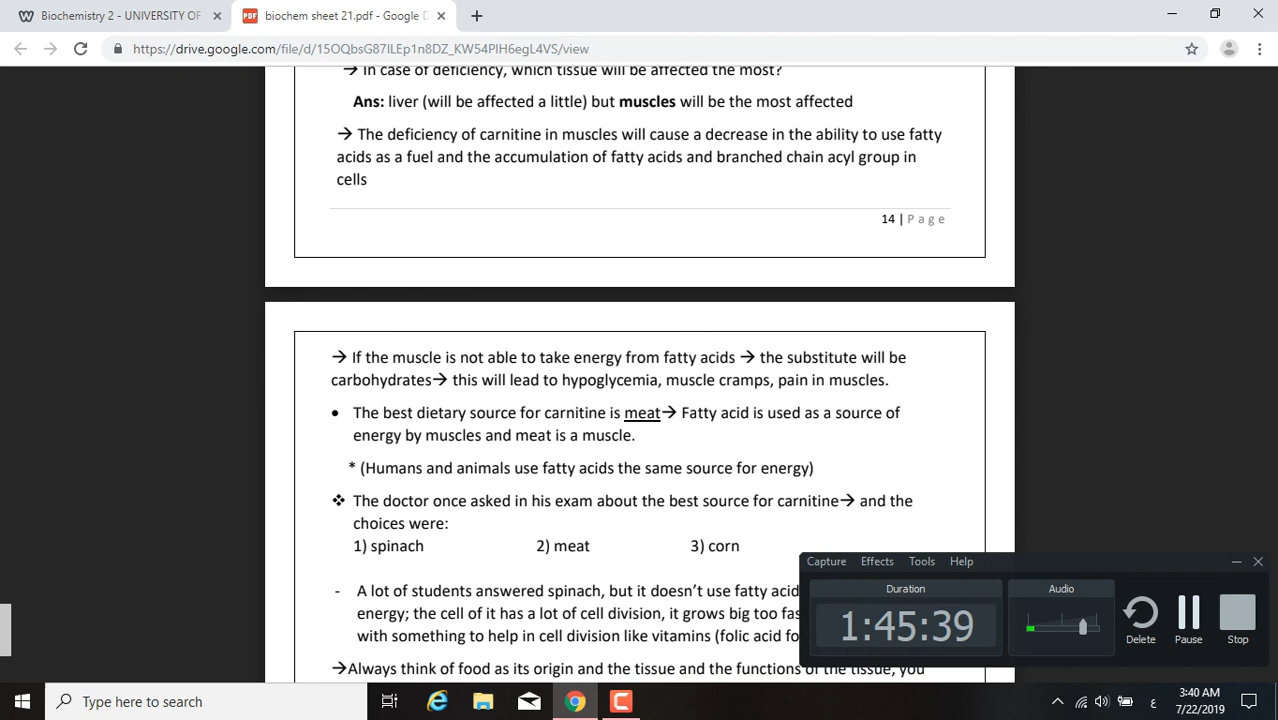 Biochemistry 2 - UNIVERSITY OF
biochem sheet 21.pdf - Google D
https://drive.google.com/file/d/15OQbsG87ILEp1n8DZ_KW54PlH6egL4VS/view
→ In case of deficiency, which tissue will be affected the most?
Ans: liver (will be affected a little) but muscles will be the most affected
→ The deficiency of carnitine in muscles will cause a decrease in the ability to use fatty
acids as a fuel and the accumulation of fatty acids and branched chain acyl group in
cells
14 | Page
→ If the muscle is not able to take energy from fatty acids → the substitute will be
carbohydrates→ this will lead to hypoglycemia, muscle cramps, pain in muscles.
• The best dietary source for carnitine is meat→ Fatty acid is used as a source of
energy by muscles and meat is a muscle.
* (Humans and animals use fatty acids the same source for energy)
❖ The doctor once asked in his exam about the best source for carnitine→ and the
choices were:
1) spinach 2) meat 3) corn
- A lot of students answered spinach, but it doesn't use fatty acid
energy; the cell of it has a lot of cell division, it grows big too fas
with something to help in cell division like vitamins (folic acid fo
→Always think of food as its origin and the tissue and the functions of the tissue, you
Capture Effects Tools Help
Duration
Audio
1:45:39
Delete
Pause
Stop
Type here to search
ع
3:40 AM
7/22/2019